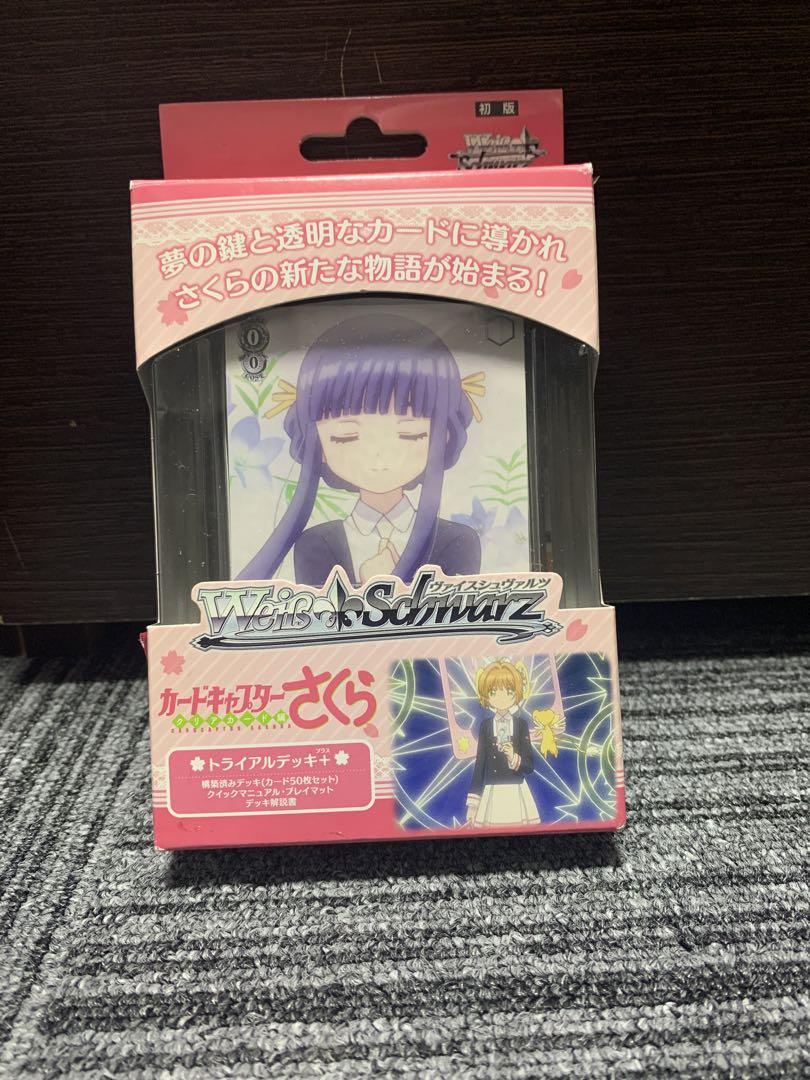 初版
Weiß Schwarz
夢の鍵と透明なカードに導かれ
さくらの新たな物語が始まる!
0
0
ヴァイスシュヴァルツ
Weiß Schwarz
カードキャプターさくら
クリアカード編
CARDCAPTOR SAKURA
プラス
トライアルデッキ+
構築済みデッキ(カード50枚セット)
クイックマニュアル・プレイマット
デッキ解説書